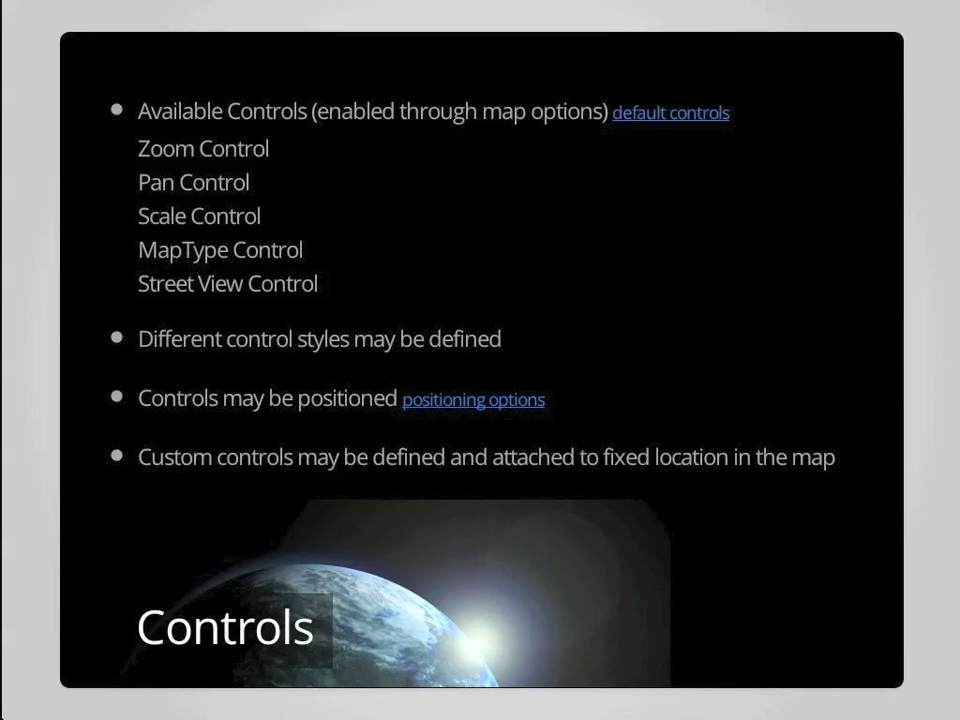 Available Controls (enabled through map options) default controls
Zoom Control
Pan Control
Scale Control
MapType Control
Street View Control
Different control styles may be defined
Controls may be positioned positioning options
Custom controls may be defined and attached to fixed location in the map
Controls